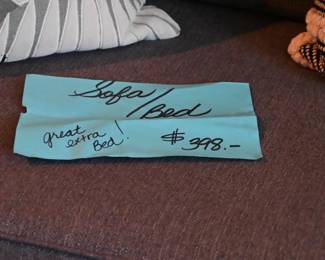 Sofa/Bed
great extra Bed! $398.-